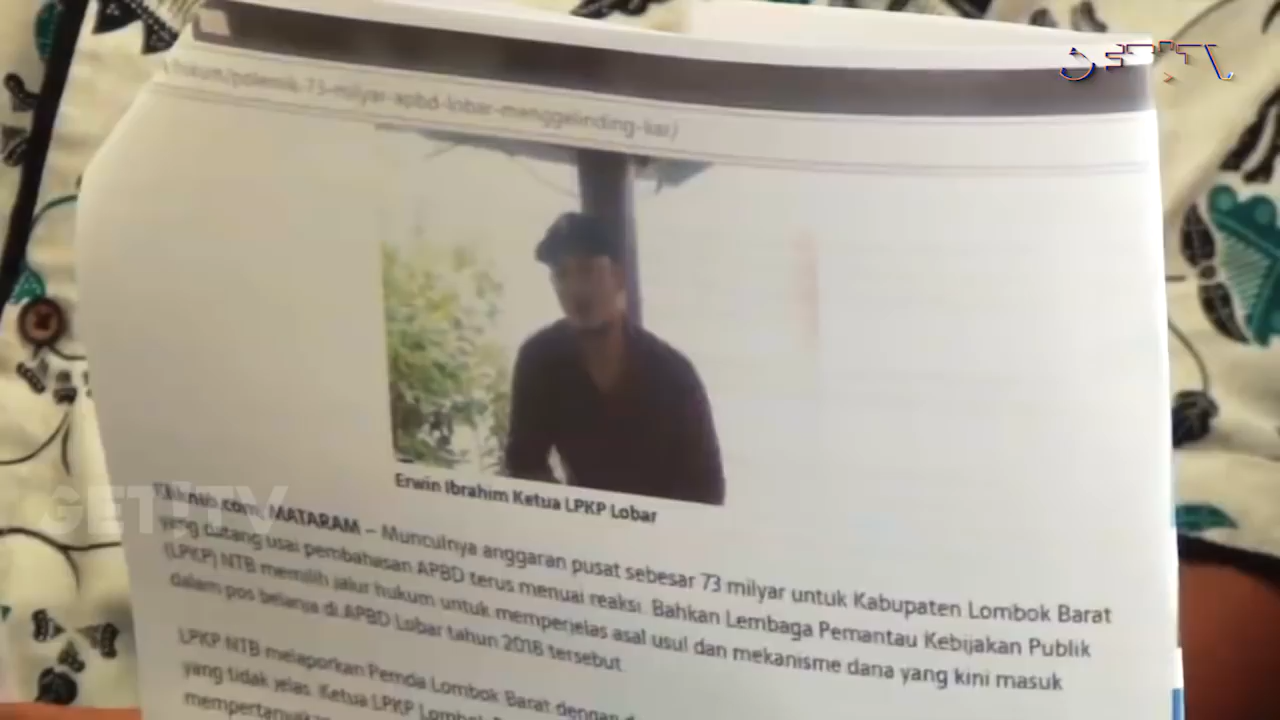 hukum/polemik-73-milyar-apbd-lobar-menggelinding-kan)
Erwin Ibrahim Ketua LPKP Lobar
GETI TV
MATARAM – Munculnya anggaran pusat sebesar 73 milyar untuk Kabupaten Lombok Barat
yang datang usai pembahasan APBD terus menuai reaksi. Bahkan Lembaga Pemantau Kebijakan Publik
(LPKP) NTB memilih jalur hukum untuk memperjelas asal usul dan mekanisme dana yang kini masuk
dalam pos belanja di APBD Lobar tahun 2018 tersebut.
LPKP NTB melaporkan Pemda Lombok Barat dengan
yang tidak jelas. Ketua LPKP Lombok